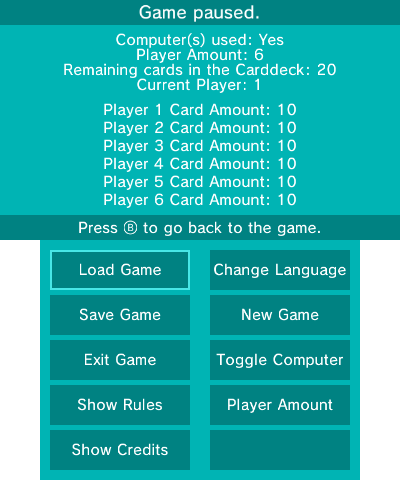 Game paused.
Computer(s) used: Yes
Player Amount: 6
Remaining cards in the Carddeck: 20
Current Player: 1
Player 1 Card Amount: 10
Player 2 Card Amount: 10
Player 3 Card Amount: 10
Player 4 Card Amount: 10
Player 5 Card Amount: 10
Player 6 Card Amount: 10
Press Ⓑ to go back to the game.
Load Game
Change Language
Save Game
New Game
Exit Game
Toggle Computer
Show Rules
Player Amount
Show Credits